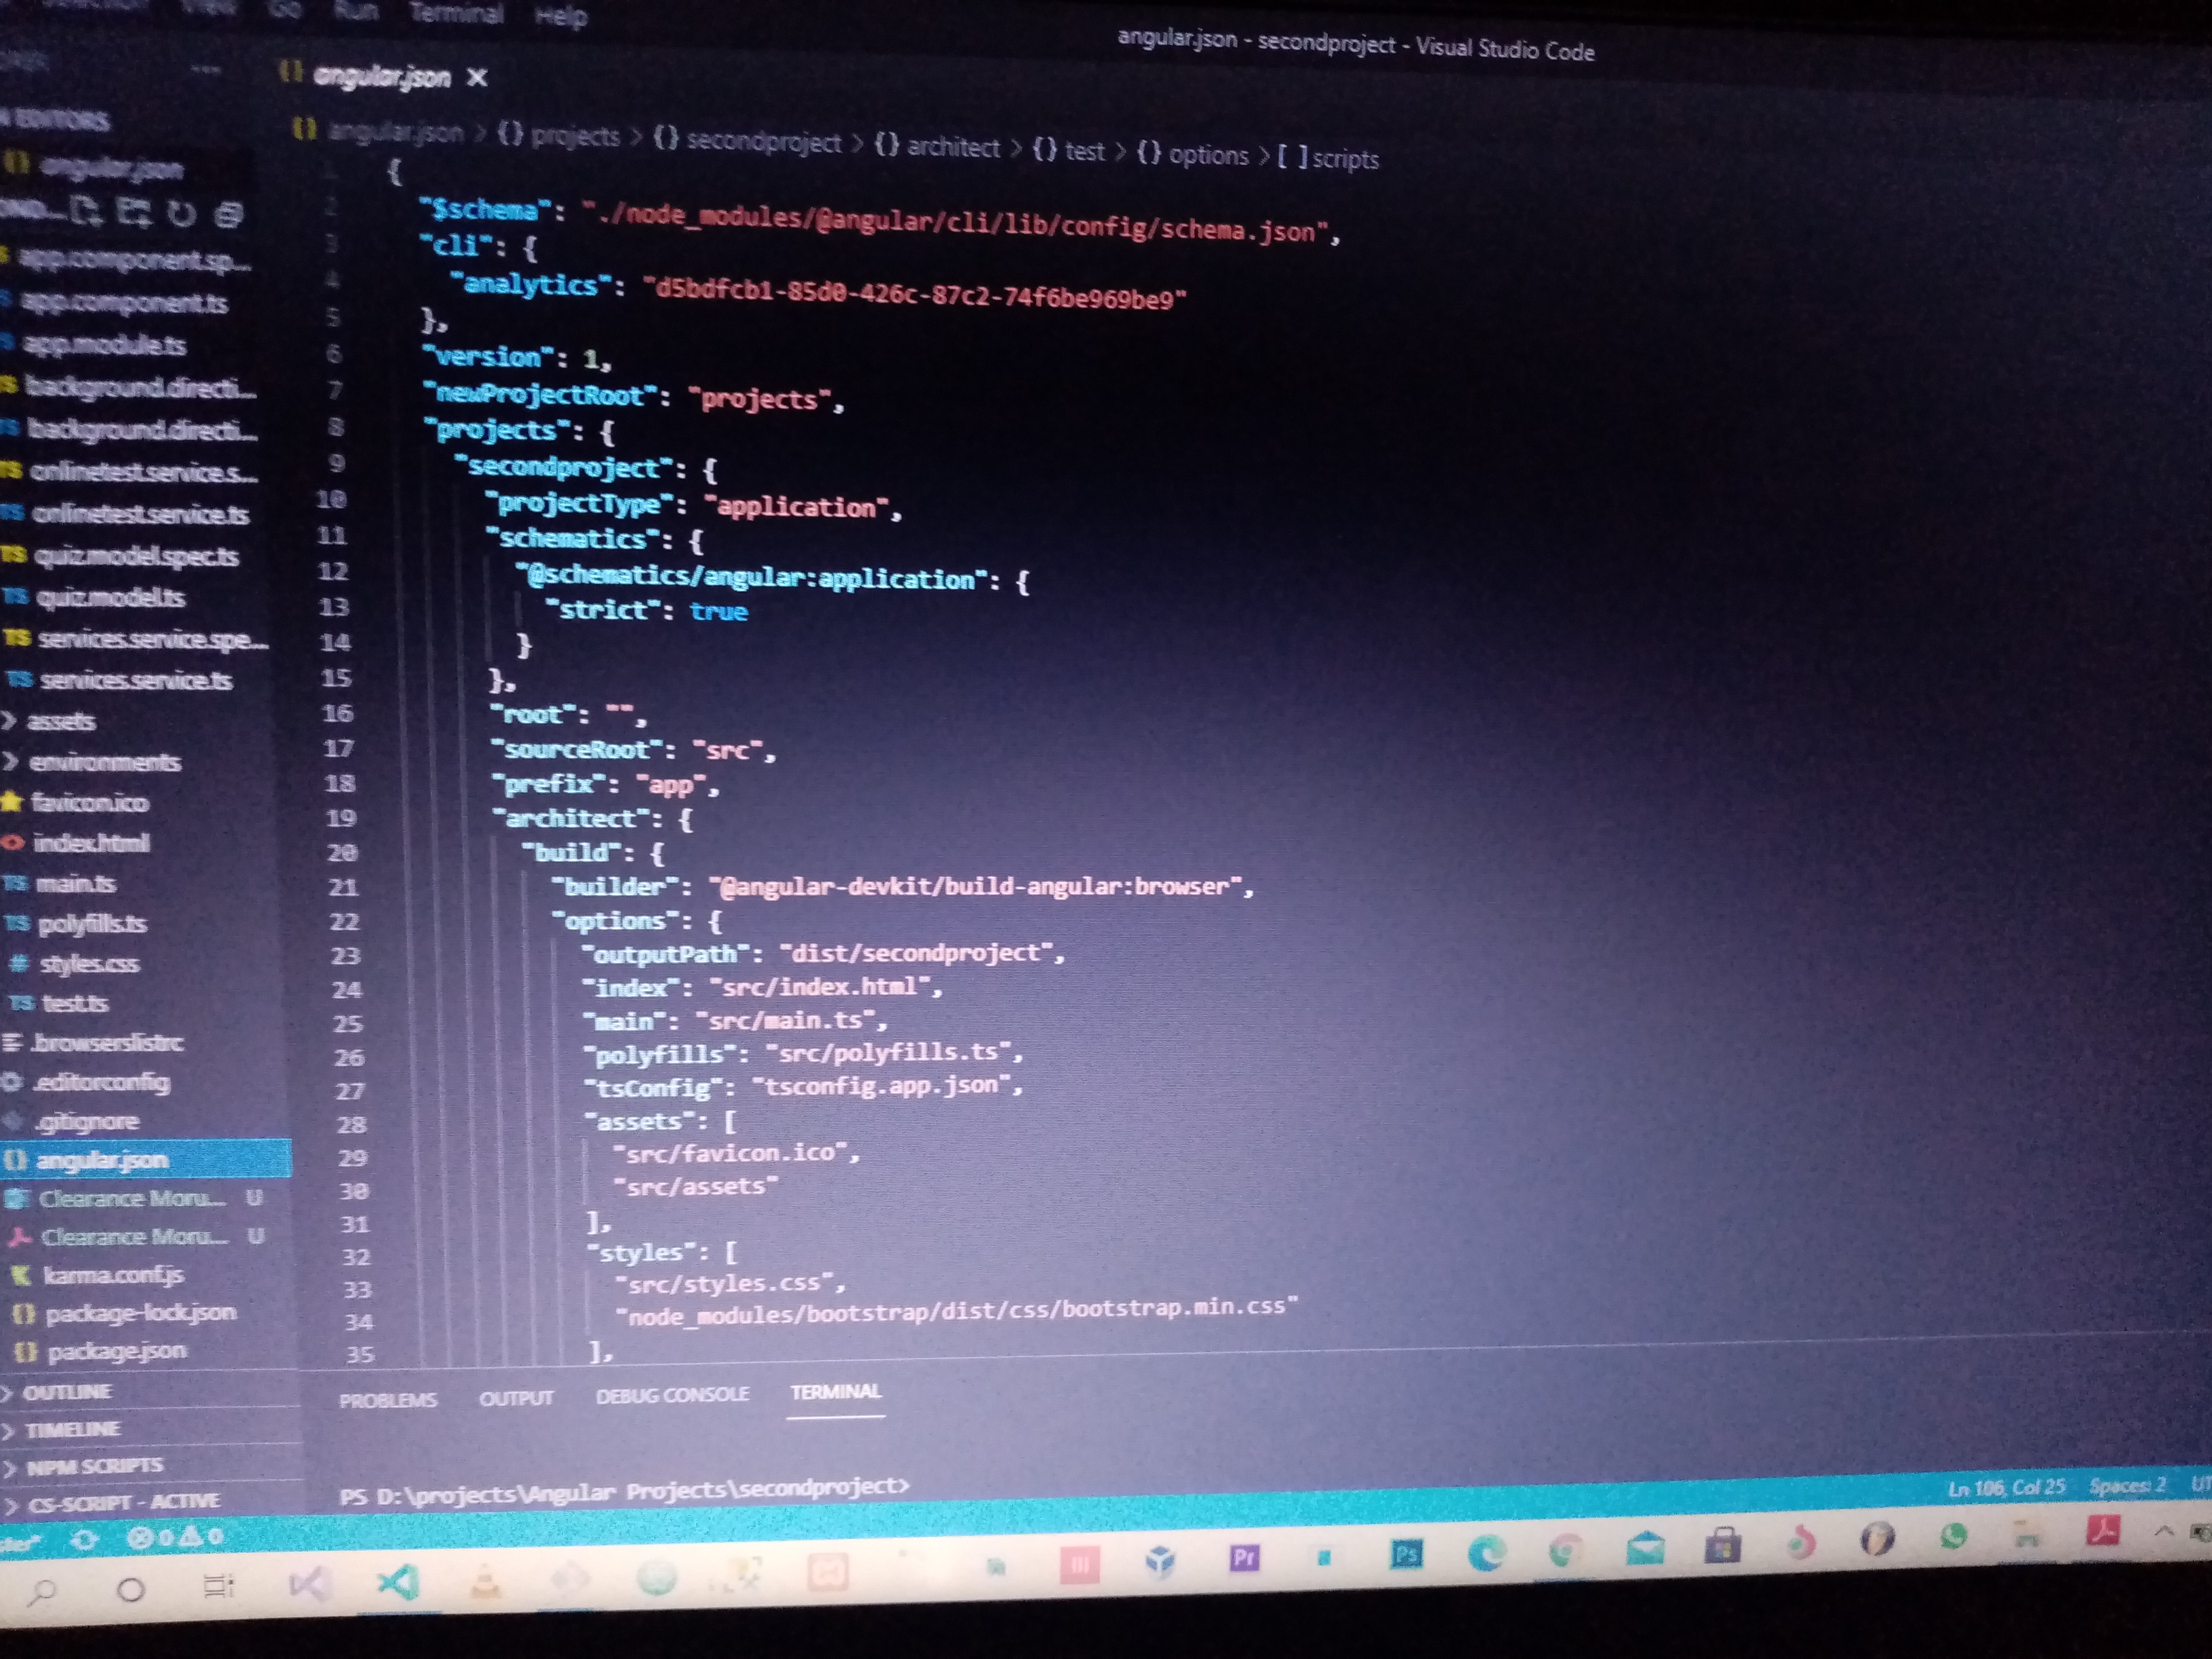 View Go Run Terminal Help
angular.json - secondproject - Visual Studio Code
angular.json
EDITORS
angular.json
app.component.sp...
app.component.ts
app.module.ts
background.directi...
background.directi...
onlinetest.service.s...
onlinetest.service.ts
quiz.model.spec.ts
quiz.model.ts
services.service.spe...
services.service.ts
assets
environments
favicon.ico
index.html
main.ts
polyfills.ts
styles.css
test.ts
.browserslistrc
.editorconfig
.gitignore
angular.json
Clearance Moru... U
Clearance Moru... U
karma.conf.js
package-lock.json
package.json
OUTLINE
TIMELINE
NPM SCRIPTS
CS-SCRIPT - ACTIVE
angular.json > {} projects > {} secondproject > {} architect > {} test > {} options > [ ] scripts
1 {
2 "$schema": "./node_modules/@angular/cli/lib/config/schema.json",
3 "cli": {
4 "analytics": "d5bdfcb1-85d0-426c-87c2-74f6be969be9"
5 },
6 "version": 1,
7 "newProjectRoot": "projects",
8 "projects": {
9 "secondproject": {
10 "projectType": "application",
11 "schematics": {
12 "@schematics/angular:application": {
13 "strict": true
14 }
15 },
16 "root": "",
17 "sourceRoot": "src",
18 "prefix": "app",
19 "architect": {
20 "build": {
21 "builder": "@angular-devkit/build-angular:browser",
22 "options": {
23 "outputPath": "dist/secondproject",
24 "index": "src/index.html",
25 "main": "src/main.ts",
26 "polyfills": "src/polyfills.ts",
27 "tsConfig": "tsconfig.app.json",
28 "assets": [
29 "src/favicon.ico",
30 "src/assets"
31 ],
32 "styles": [
33 "src/styles.css",
34 "node_modules/bootstrap/dist/css/bootstrap.min.css"
35 ],
PROBLEMS OUTPUT DEBUG CONSOLE TERMINAL
PS D:\projects\Angular Projects\secondproject>
0 0 Ln 106, Col 25 Spaces: 2
Pr Ps